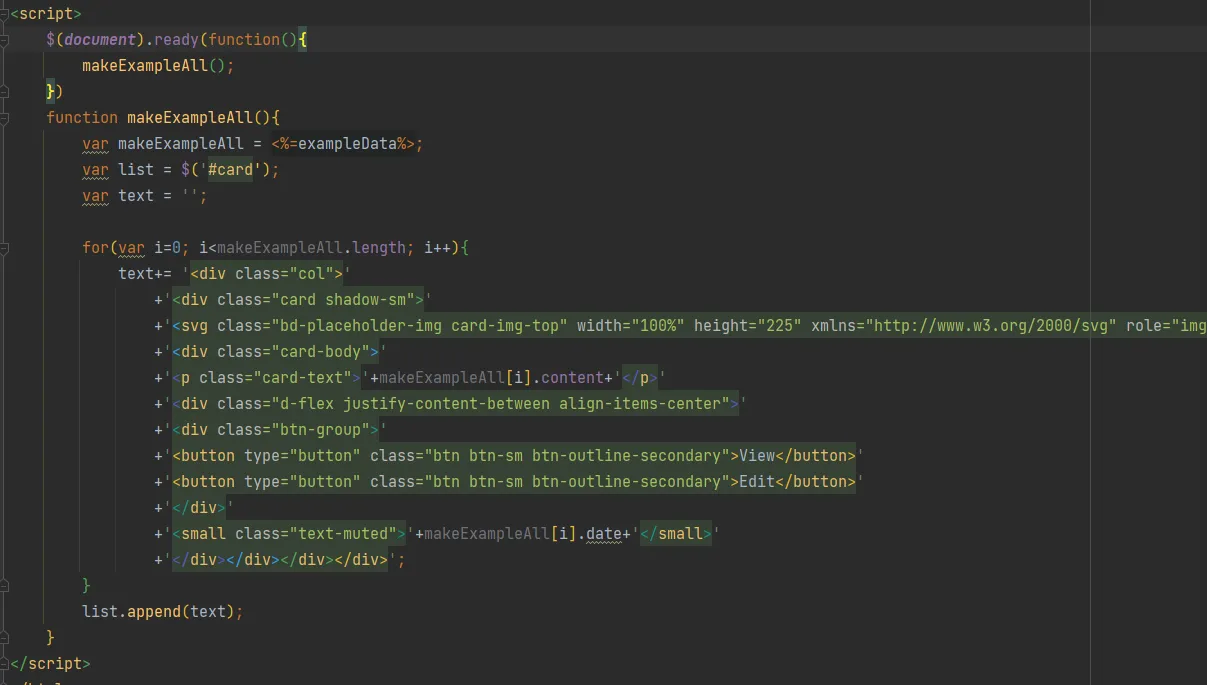 <script>
$(document).ready(function(){
makeExampleAll();
})
function makeExampleAll(){
var makeExampleAll = <%=exampleData%>;
var list = $('#card');
var text = '';
for(var i=0; i<makeExampleAll.length; i++){
text+= '<div class="col">'
+'<div class="card shadow-sm">'
+'<svg class="bd-placeholder-img card-img-top" width="100%" height="225" xmlns="http://www.w3.org/2000/svg" role="img
+'<div class="card-body">'
+'<p class="card-text">'+makeExampleAll[i].content+'</p>'
+'<div class="d-flex justify-content-between align-items-center">'
+'<div class="btn-group">'
+'<button type="button" class="btn btn-sm btn-outline-secondary">View</button>'
+'<button type="button" class="btn btn-sm btn-outline-secondary">Edit</button>'
+'</div>'
+'<small class="text-muted">'+makeExampleAll[i].date+'</small>'
+'</div></div></div></div>';
}
list.append(text);
}
</script>